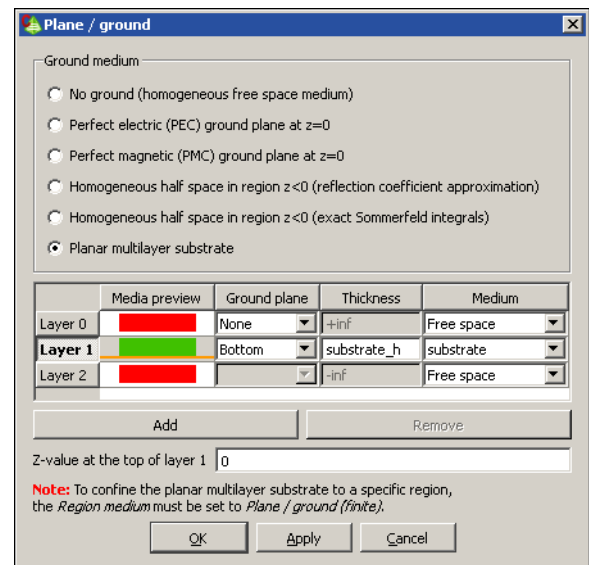 Plane / ground
Ground medium
No ground (homogeneous free space medium)
Perfect electric (PEC) ground plane at z=0
Perfect magnetic (PMC) ground plane at z=0
Homogeneous half space in region z<0 (reflection coefficient approximation)
Homogeneous half space in region z<0 (exact Sommerfeld integrals)
Planar multilayer substrate
Media preview Ground plane Thickness Medium
Layer 0 None +inf Free space
Layer 1 Bottom substrate_h substrate
Layer 2 -inf Free space
Add Remove
Z-value at the top of layer 1 0
Note: To confine the planar multilayer substrate to a specific region,
the Region medium must be set to Plane / ground (finite).
OK Apply Cancel